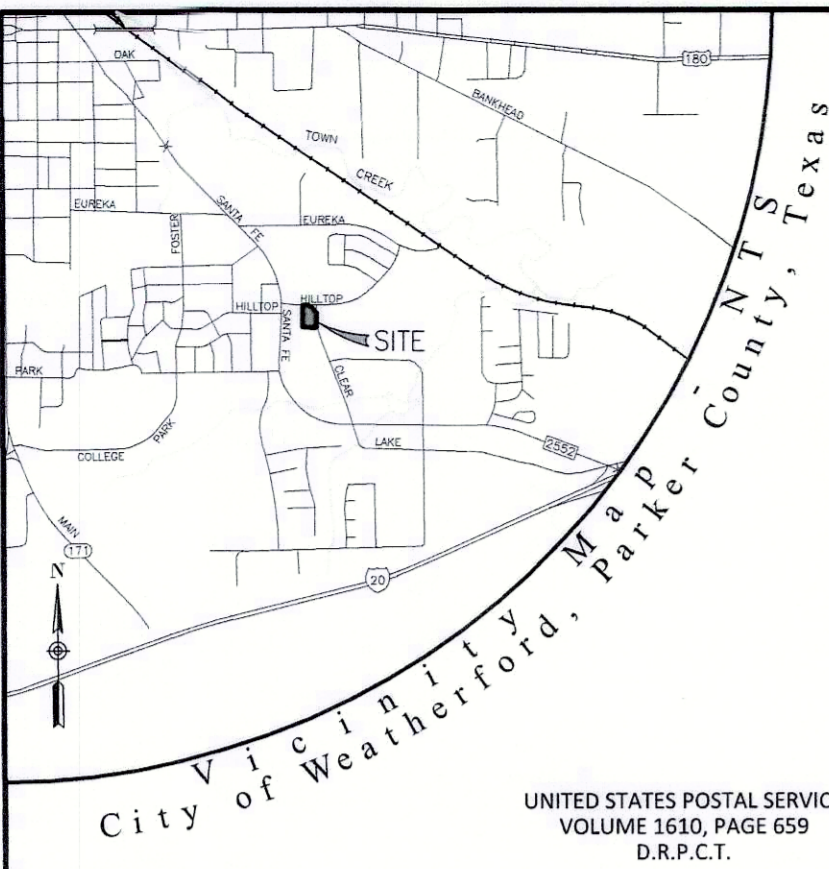 OAK
180
BANKHEAD
TOWN
CREEK
SANTA FE
EUREKA
EUREKA
FOSTER
HILLTOP
HILLTOP
SANTA FE
SITE
CLEAR
PARK
LAKE
2552
COLLEGE
PARK
MAIN
171
N
20
Vicinity Map - NTS
City of Weatherford, Parker County, Texas
UNITED STATES POSTAL SERVIC
VOLUME 1610, PAGE 659
D.R.P.C.T.